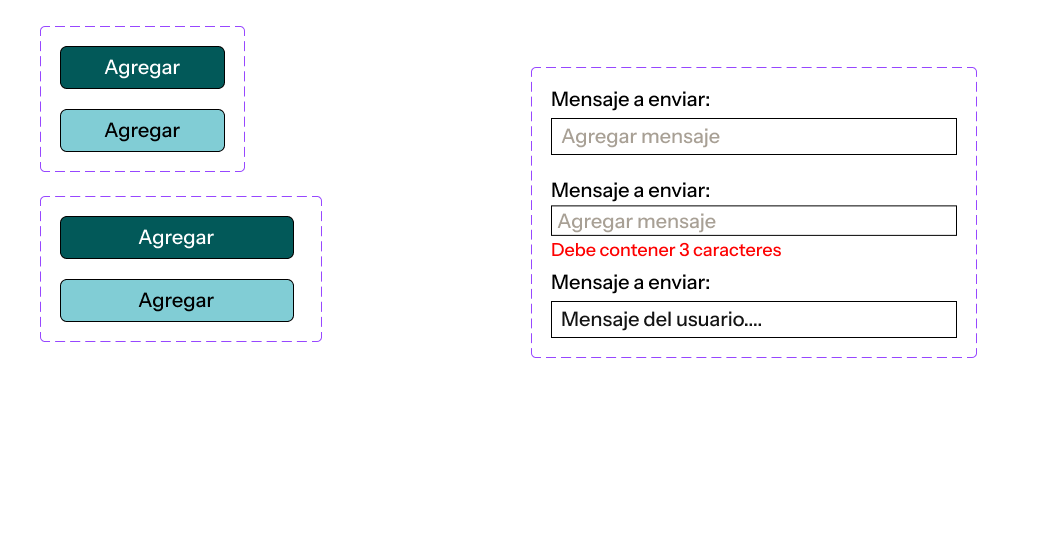 Agregar
Agregar
Agregar
Agregar
Mensaje a enviar:
Agregar mensaje
Mensaje a enviar:
Agregar mensaje
Debe contener 3 caracteres
Mensaje a enviar:
Mensaje del usuario....